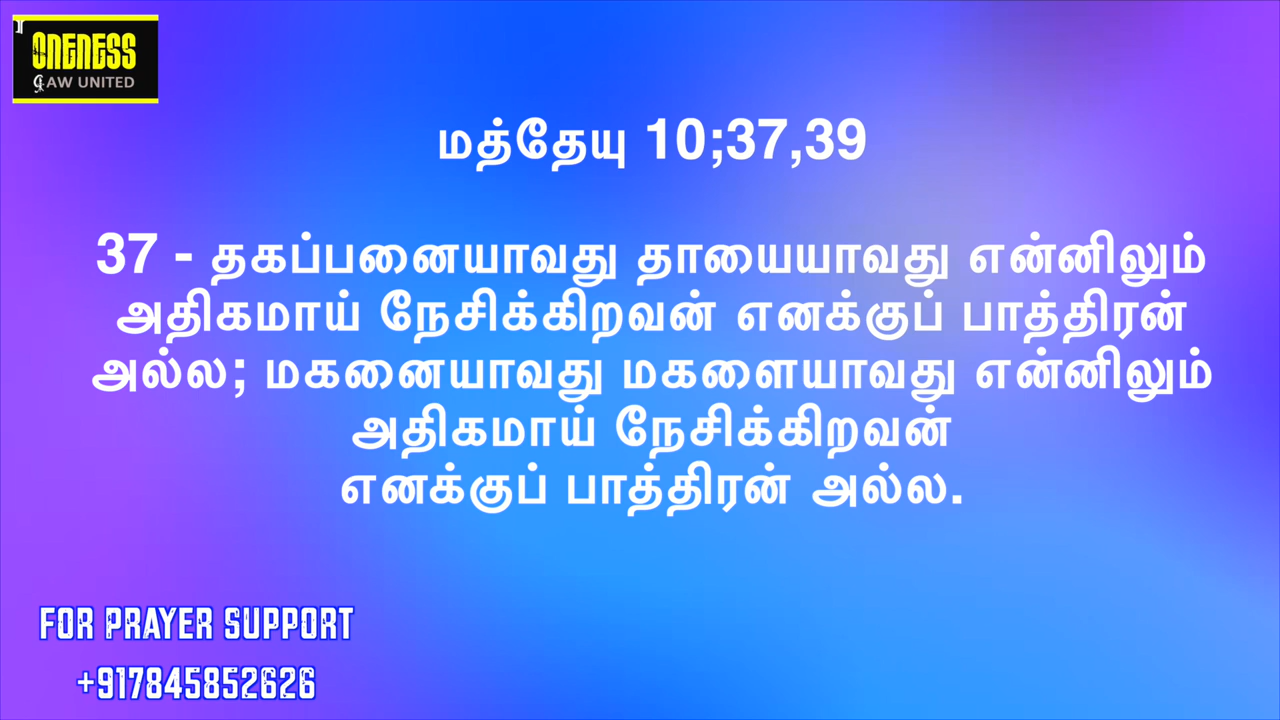 ONENESS
GAW UNITED
மத்தேயு 10;37,39
37 - தகப்பனையாவது தாயையாவது என்னிலும்
அதிகமாய் நேசிக்கிறவன் எனக்குப் பாத்திரன்
அல்ல; மகனையாவது மகளையாவது என்னிலும்
அதிகமாய் நேசிக்கிறவன்
எனக்குப் பாத்திரன் அல்ல.
FOR PRAYER SUPPORT
+917845852626